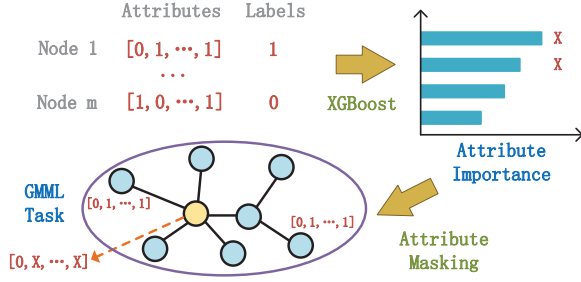 Attributes Labels
Node 1 [0, 1, ⋯, 1] 1
...
Node m [1, 0, ⋯, 1] 0
XGBoost
X
X
Attribute
Importance
GMML
Task
[0, 1, ⋯, 1]
[0, 1, ⋯, 1]
[0, X, ⋯, X]
Attribute
Masking